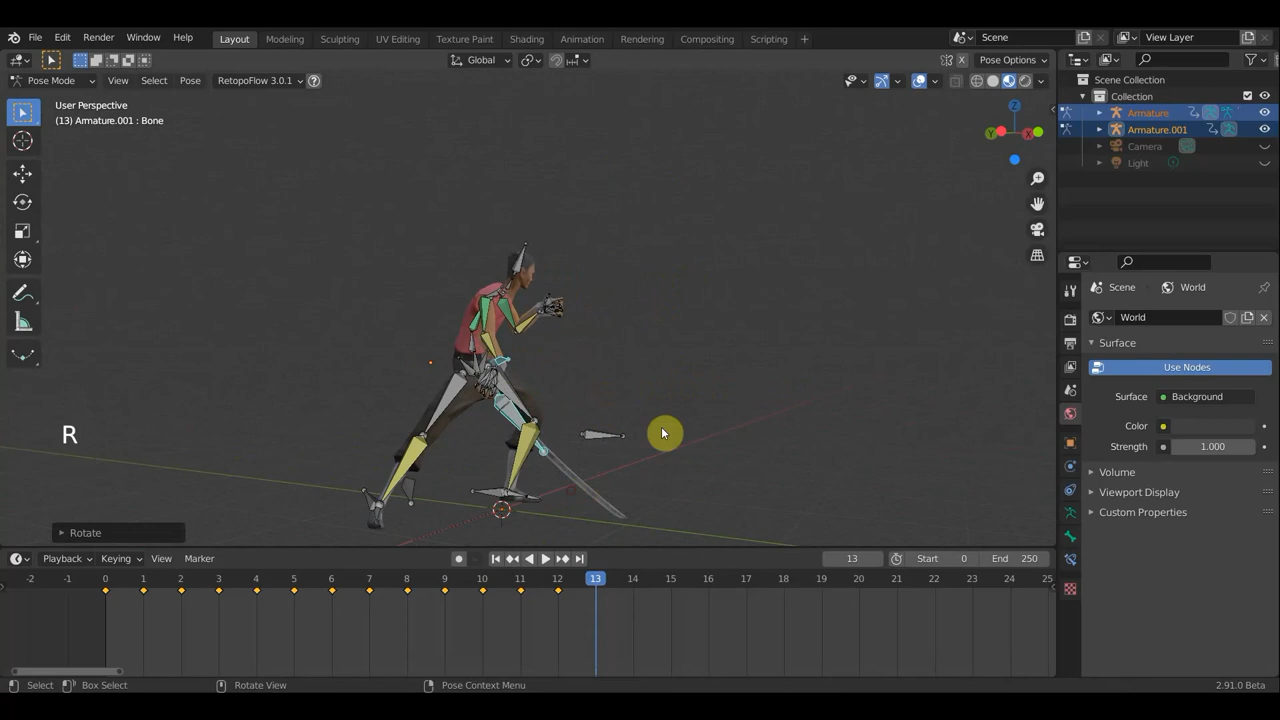 File Edit Render Window Help Layout Modeling Sculpting UV Editing Texture Paint Shading Animation Rendering Compositing Scripting + Scene View Layer
Global X Pose Options
Pose Mode View Select Pose RetopoFlow 3.0.1 ?
User Perspective
(13) Armature.001 : Bone
Z
Y X
R
Rotate
Scene Collection
Collection
Armature
Armature.001
Camera
Light
Scene World
World
Surface
Use Nodes
Surface Background
Color
Strength 1.000
Volume
Viewport Display
Custom Properties
Playback Keying View Marker 13 Start 0 End 250
-2 -1 0 1 2 3 4 5 6 7 8 9 10 11 12 13 14 15 16 17 18 19 20 21 22 23 24 25
Select Box Select Rotate View Pose Context Menu 2.91.0 Beta